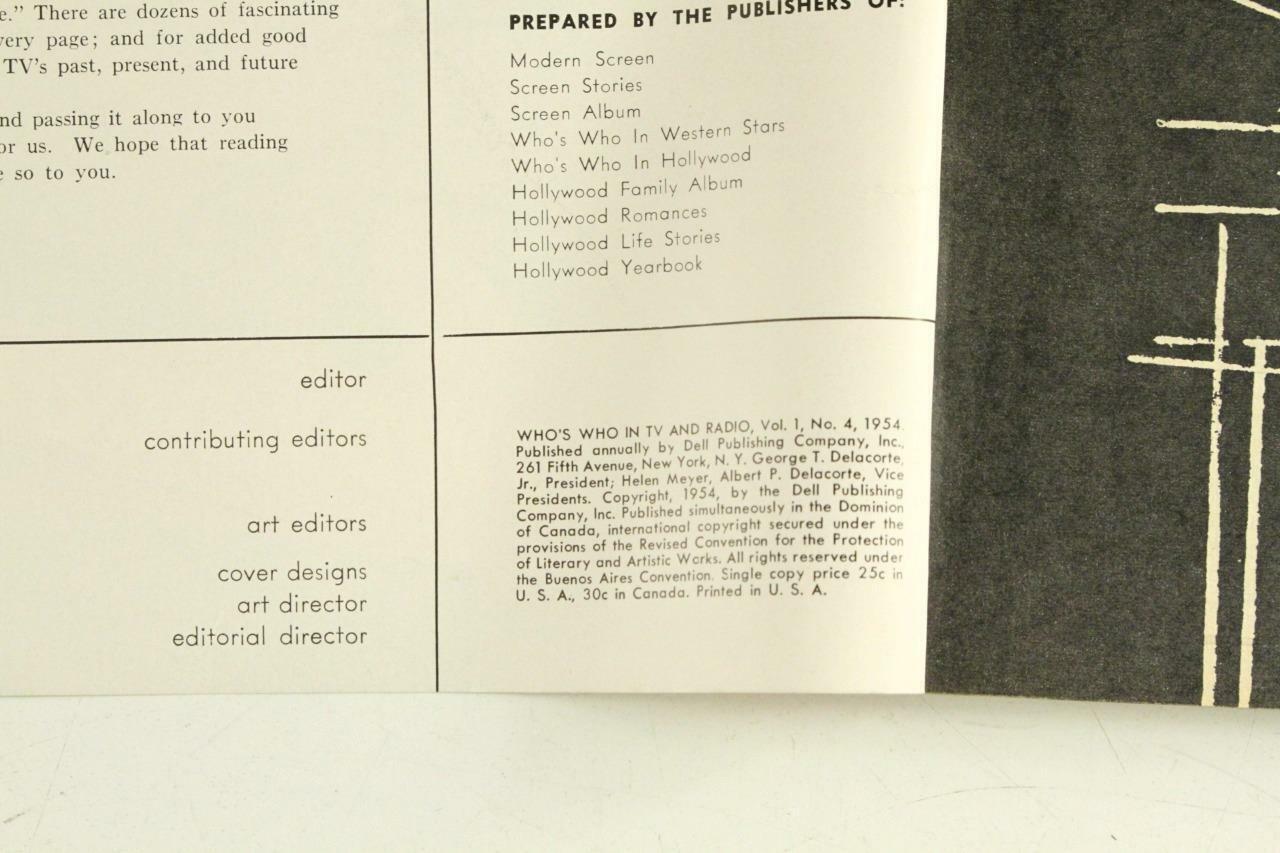 e.” There are dozens of fascinating
very page; and for added good
TV’s past, present, and future
nd passing it along to you
or us. We hope that reading
e so to you.
PREPARED BY THE PUBLISHERS OF:
Modern Screen
Screen Stories
Screen Album
Who's Who In Western Stars
Who's Who In Hollywood
Hollywood Family Album
Hollywood Romances
Hollywood Life Stories
Hollywood Yearbook
editor
contributing editors
art editors
cover designs
art director
editorial director
WHO'S WHO IN TV AND RADIO, Vol. 1, No. 4, 1954.
Published annually by Dell Publishing Company, Inc.,
261 Fifth Avenue, New York, N. Y. George T. Delacorte,
Jr., President; Helen Meyer, Albert P. Delacorte, Vice
Presidents. Copyright, 1954, by the Dell Publishing
Company, Inc. Published simultaneously in the Dominion
of Canada, international copyright secured under the
provisions of the Revised Convention for the Protection
of Literary and Artistic Works. All rights reserved under
the Buenos Aires Convention. Single copy price 25c in
U. S. A., 30c in Canada. Printed in U. S. A.